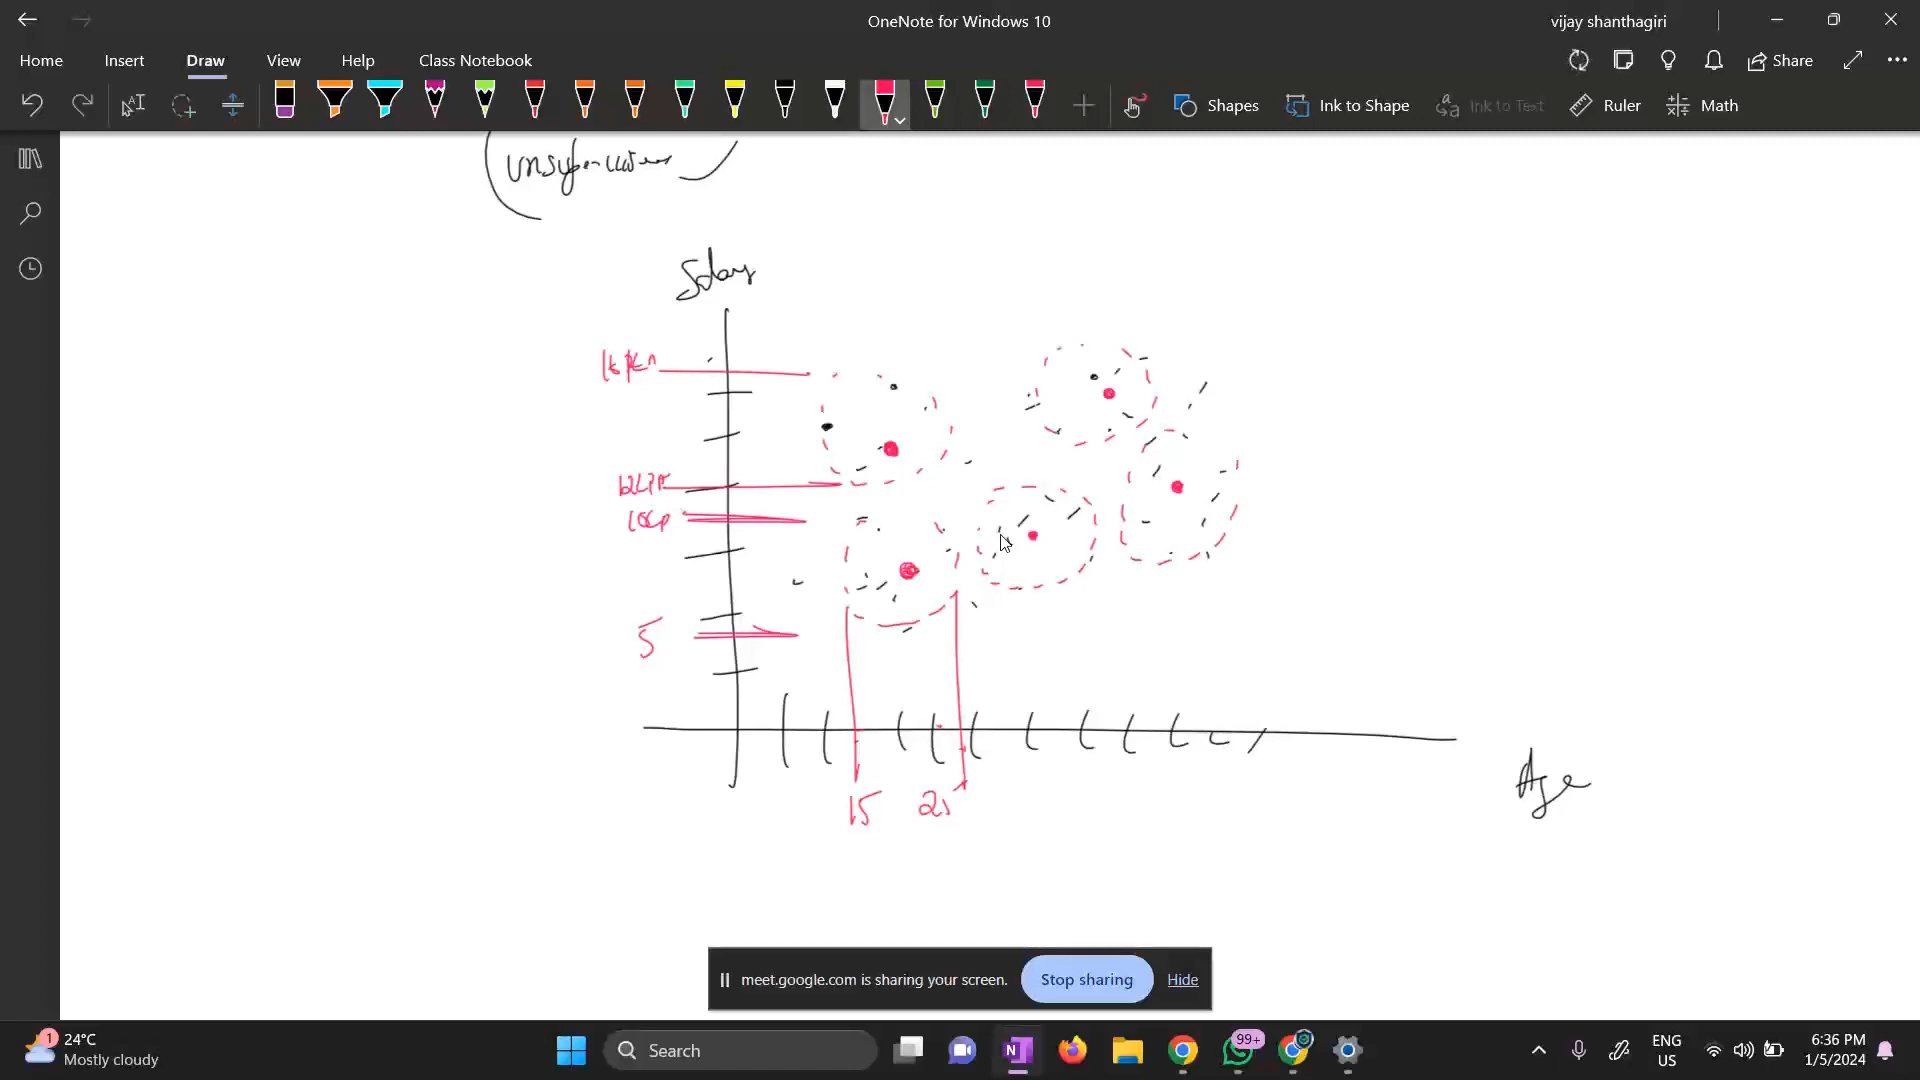 OneNote for Windows 10
vijay shanthagiri
Home Insert Draw View Help Class Notebook
Share
Shapes
Ink to Shape
Ink to Text
Ruler
Math
Salary
5
15
Age
meet.google.com is sharing your screen.
Stop sharing
Hide
1
24°C
Mostly cloudy
Search
99+
ENG
US
6:36 PM
1/5/2024